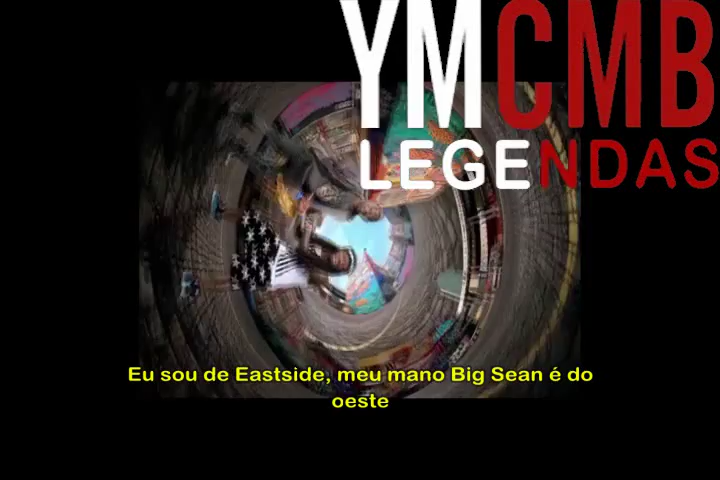 YMCMB
LEGENDAS
Eu sou de Eastside, meu mano Big Sean é do
oeste